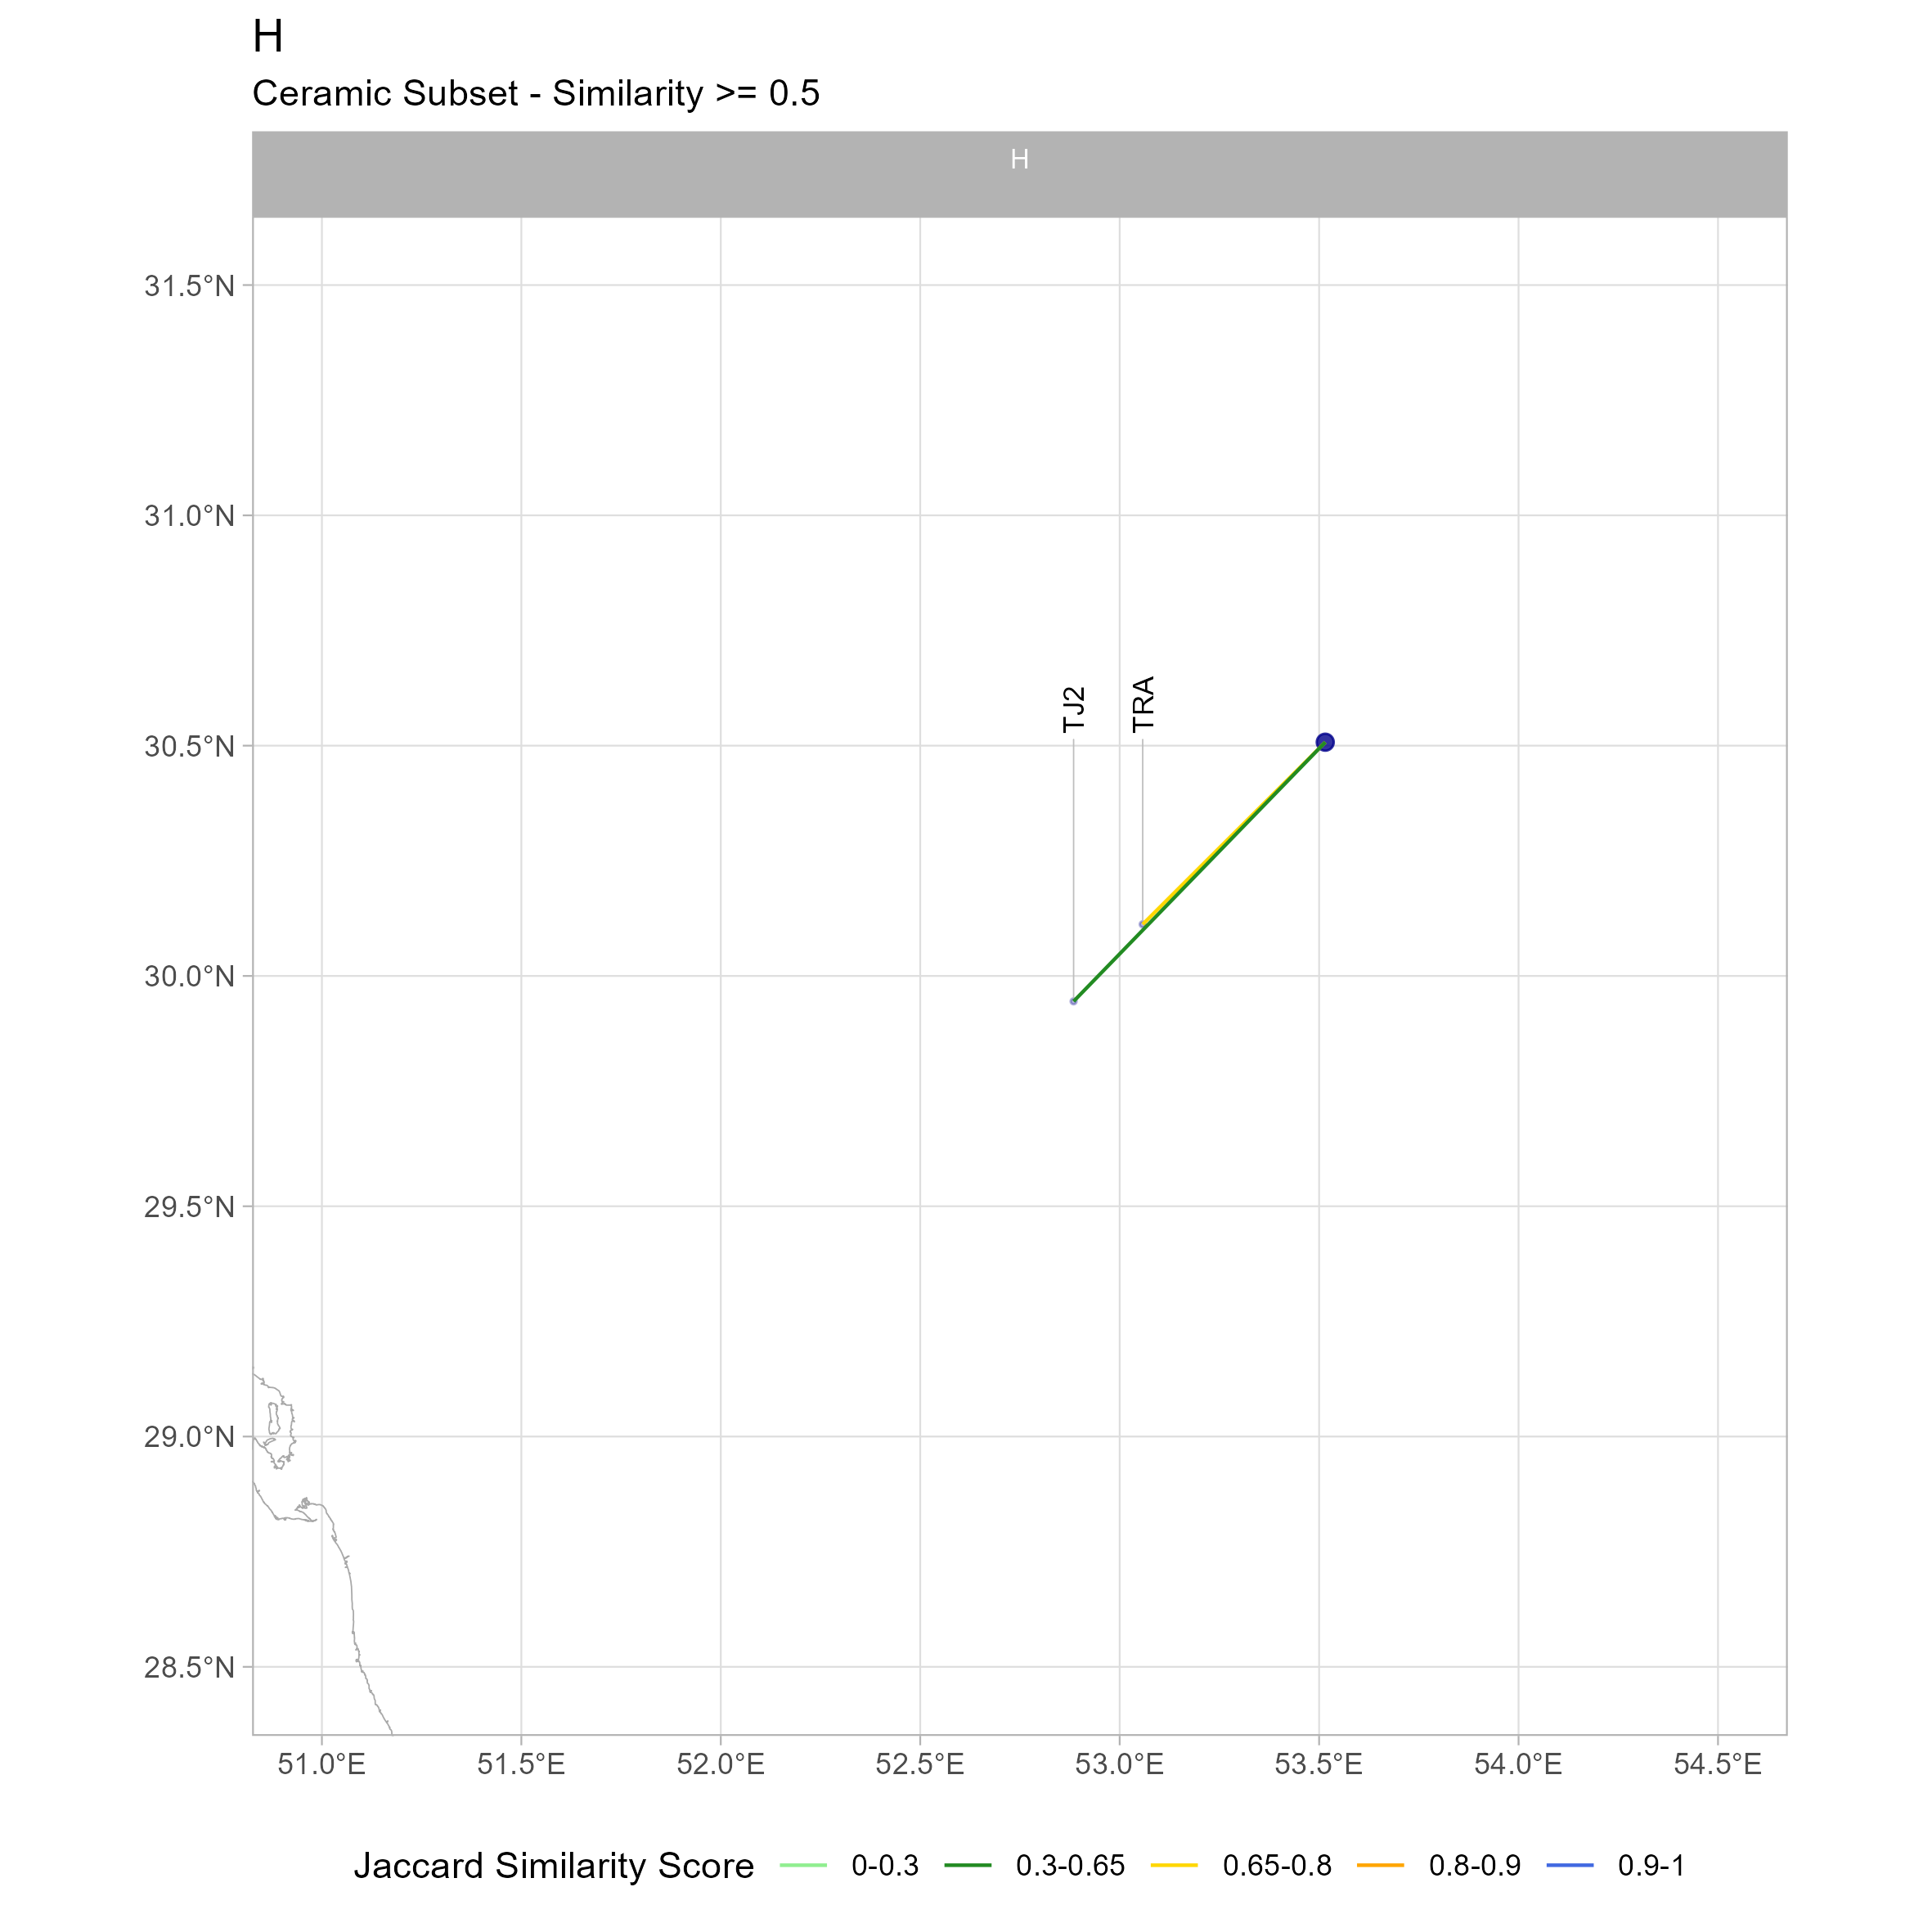 H
Ceramic Subset - Similarity >= 0.5
H
31.5°N
31.0°N
30.5°N
30.0°N
29.5°N
29.0°N
28.5°N
TJ2
TRA
51.0°E 51.5°E 52.0°E 52.5°E 53.0°E 53.5°E 54.0°E 54.5°E
Jaccard Similarity Score 0-0.3 0.3-0.65 0.65-0.8 0.8-0.9 0.9-1